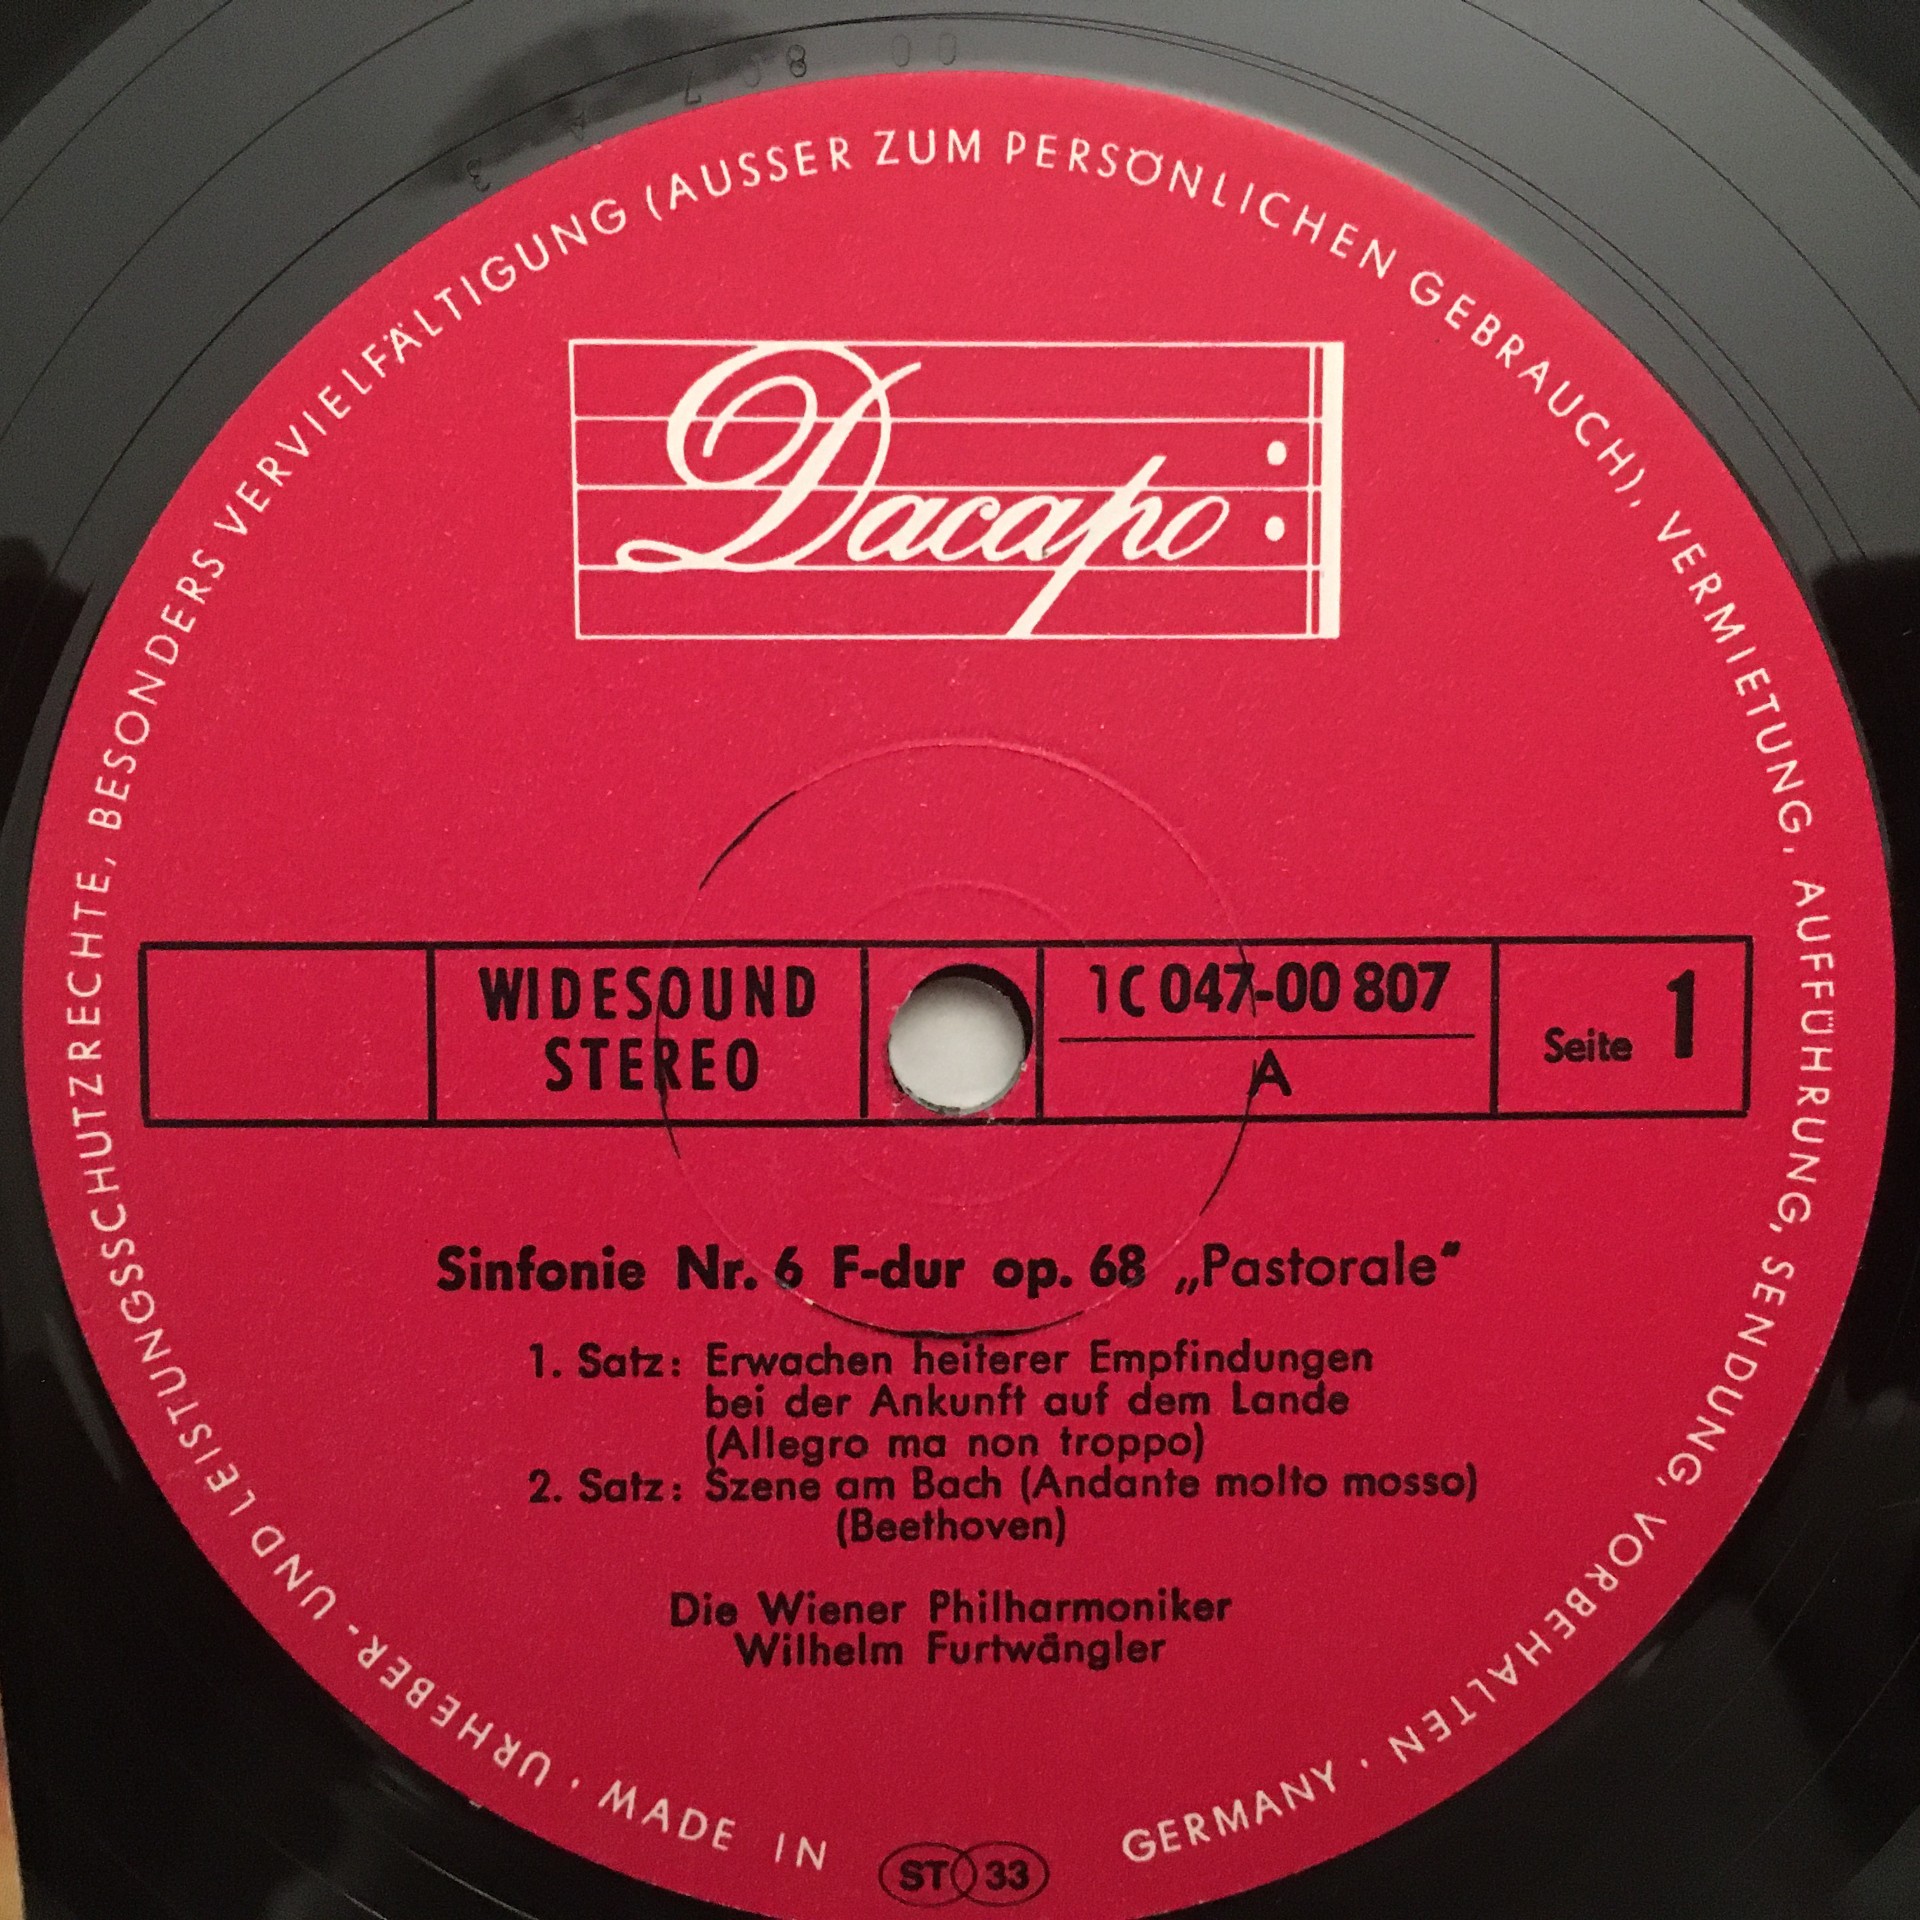 00 807 A 3
URHEBER- UND LEISTUNGSSCHUTZRECHTE, BESONDERS VERVIELFÄLTIGUNG (AUSSER ZUM PERSÖNLICHEN GEBRAUCH), VERMIETUNG, AUFFÜHRUNG, SENDUNG, VORBEHALTEN · GERMANY
Dacapo
WIDESOUND
STEREO
1C 047-00 807
A
Seite 1
Sinfonie Nr. 6 F-dur op. 68 „Pastorale“
1. Satz: Erwachen heiterer Empfindungen
bei der Ankunft auf dem Lande
(Allegro ma non troppo)
2. Satz: Szene am Bach (Andante molto mosso)
(Beethoven)
Die Wiener Philharmoniker
Wilhelm Furtwängler
· MADE IN
ST 33